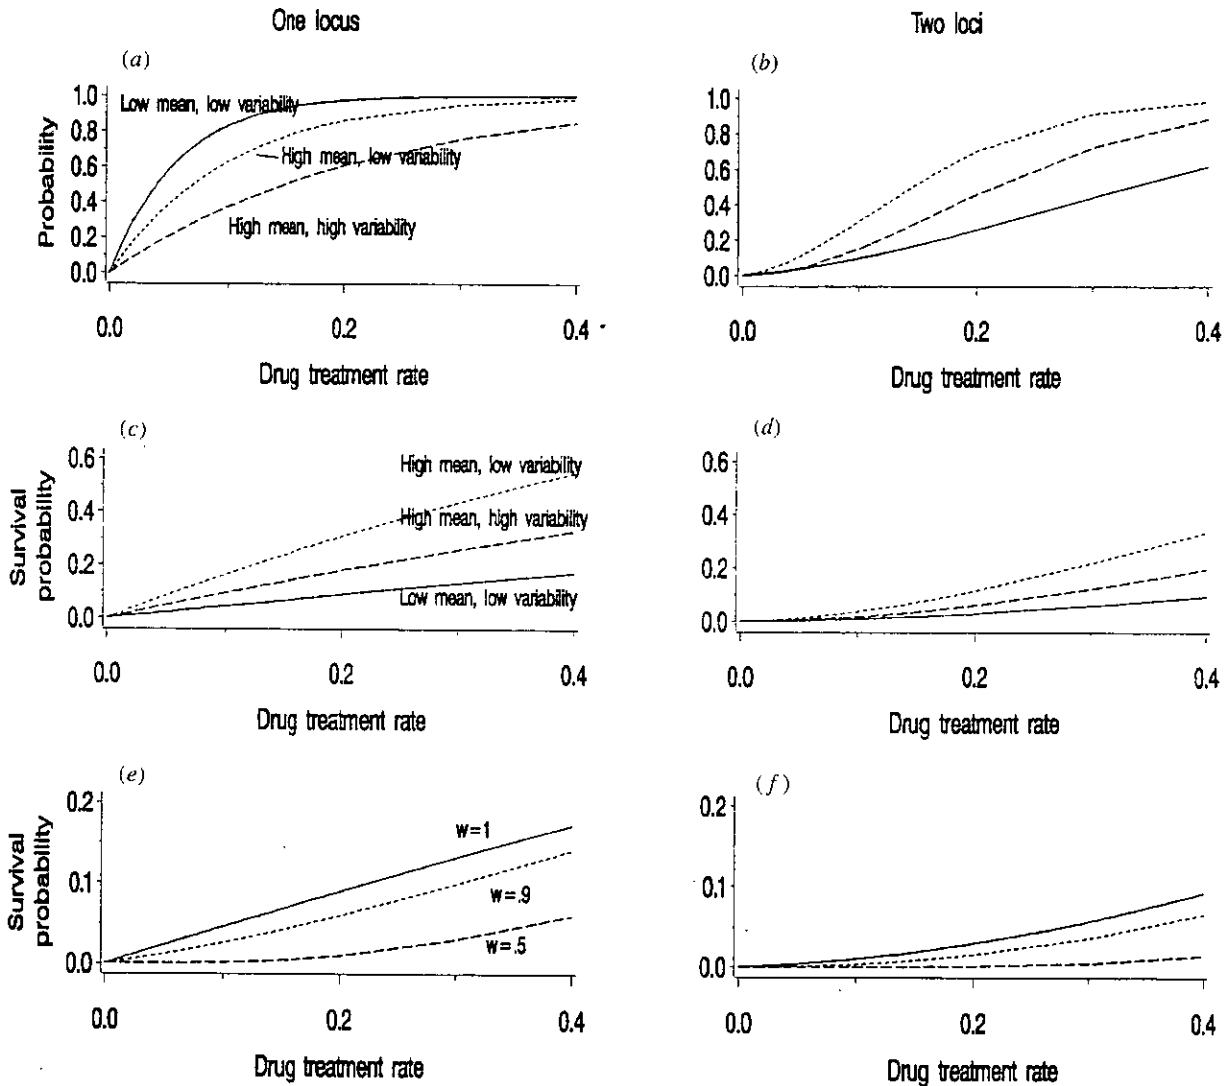 One locus
Two loci
(a)
(b)
1.0
0.8
0.6
0.4
0.2
0.0
Probability
Low mean, low variability
High mean, low variability
High mean, high variability
0.0
0.2
0.4
Drug treatment rate
1.0
0.8
0.6
0.4
0.2
0.0
0.0
0.2
0.4
Drug treatment rate
(c)
(d)
0.6
0.4
0.2
0.0
Survival
probability
High mean, low variability
High mean, high variability
Low mean, low variability
0.0
0.2
0.4
Drug treatment rate
0.6
0.4
0.2
0.0
0.0
0.2
0.4
Drug treatment rate
(e)
(f)
0.2
0.1
0.0
Survival
probability
w=1
w=.9
w=.5
0.0
0.2
0.4
Drug treatment rate
0.2
0.1
0.0
0.0
0.2
0.4
Drug treatment rate